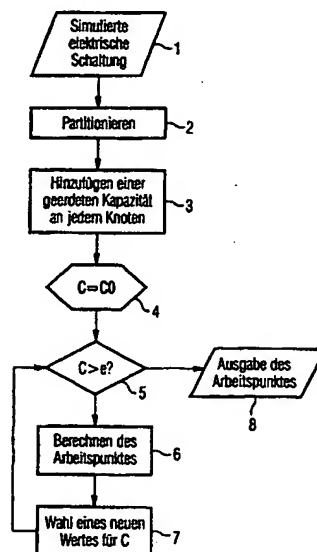 Simulierte
elektrische
Schaltung
1
Partitionieren
2
Hinzufügen einer
geerdeten Kapazität
an jedem Knoten
3
C=C0
4
C>e?
5
Ausgabe des
Arbeitspunktes
8
Berechnen des
Arbeitspunktes
6
Wahl eines neuen
Wertes für C
7